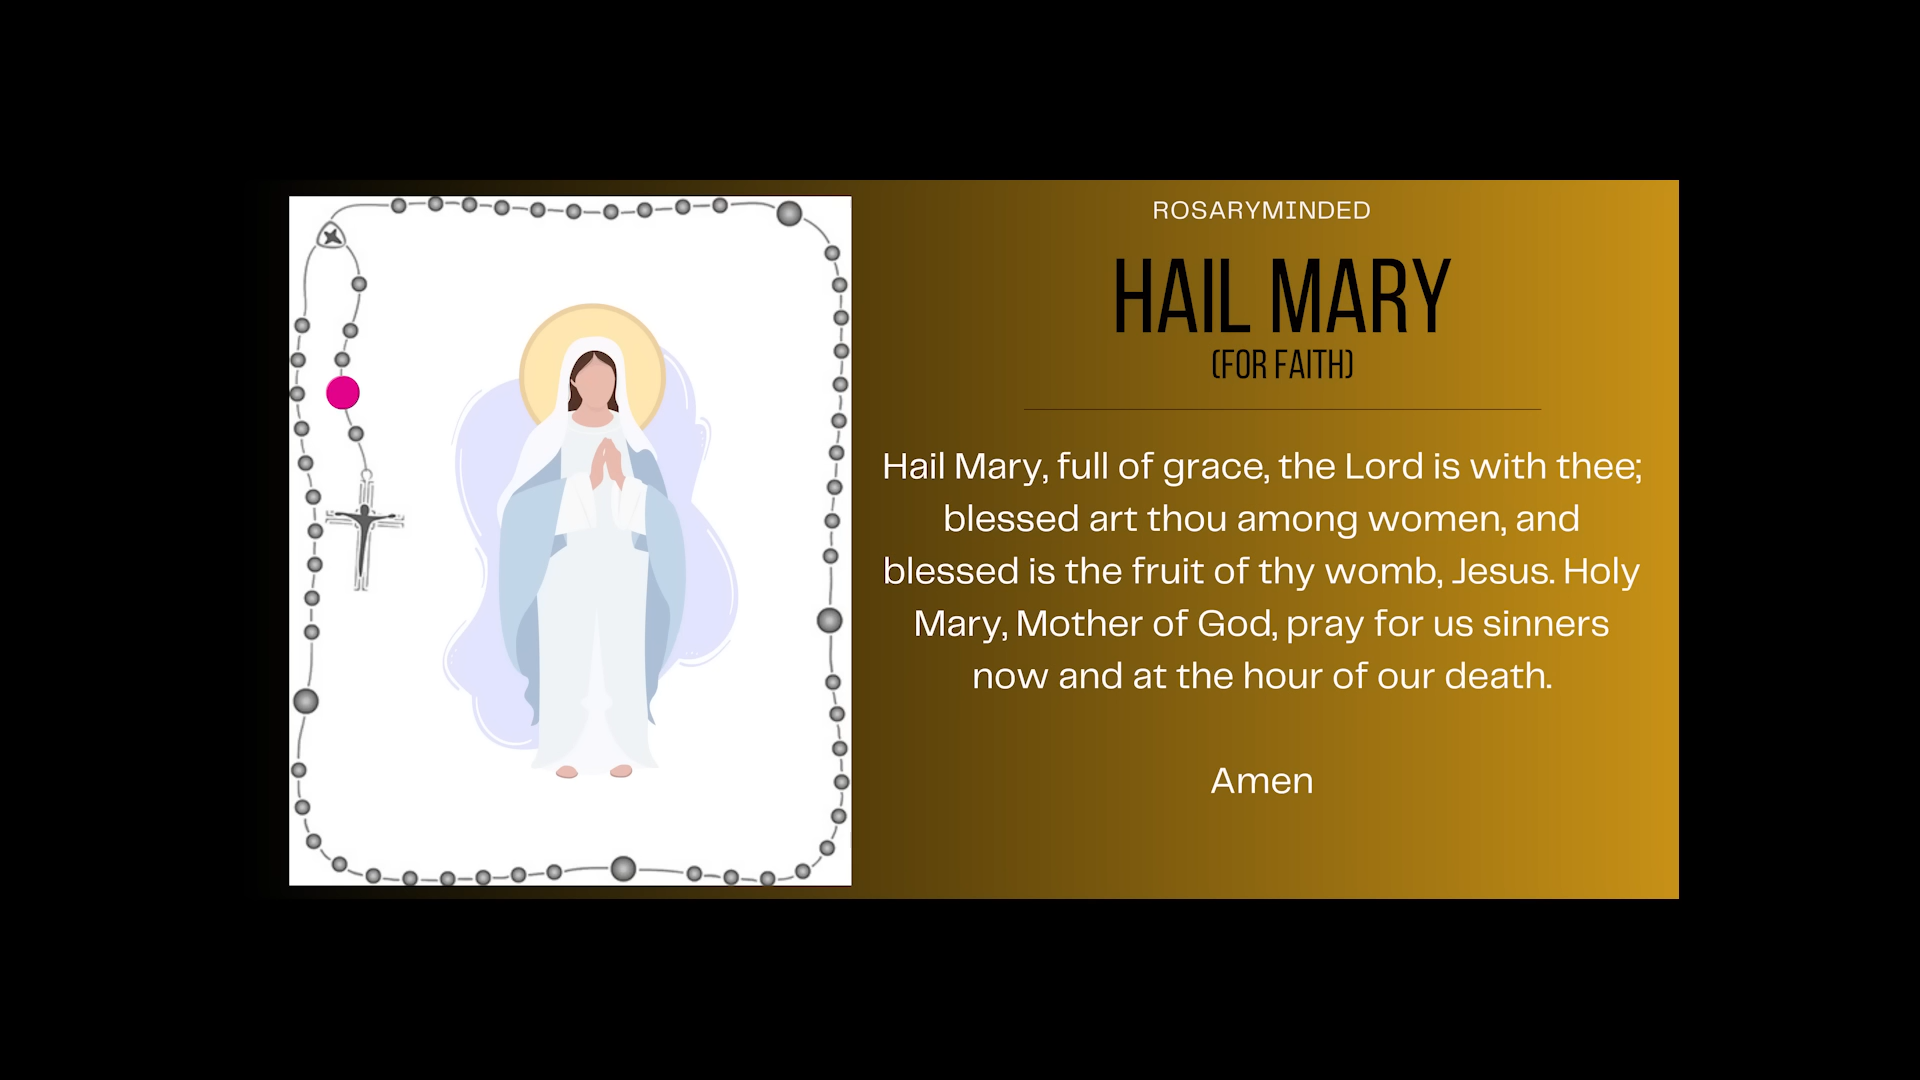 ROSARYMINDED
HAIL MARY
(FOR FAITH)
Hail Mary, full of grace, the Lord is with thee;
blessed art thou among women, and
blessed is the fruit of thy womb, Jesus. Holy
Mary, Mother of God, pray for us sinners
now and at the hour of our death.
Amen